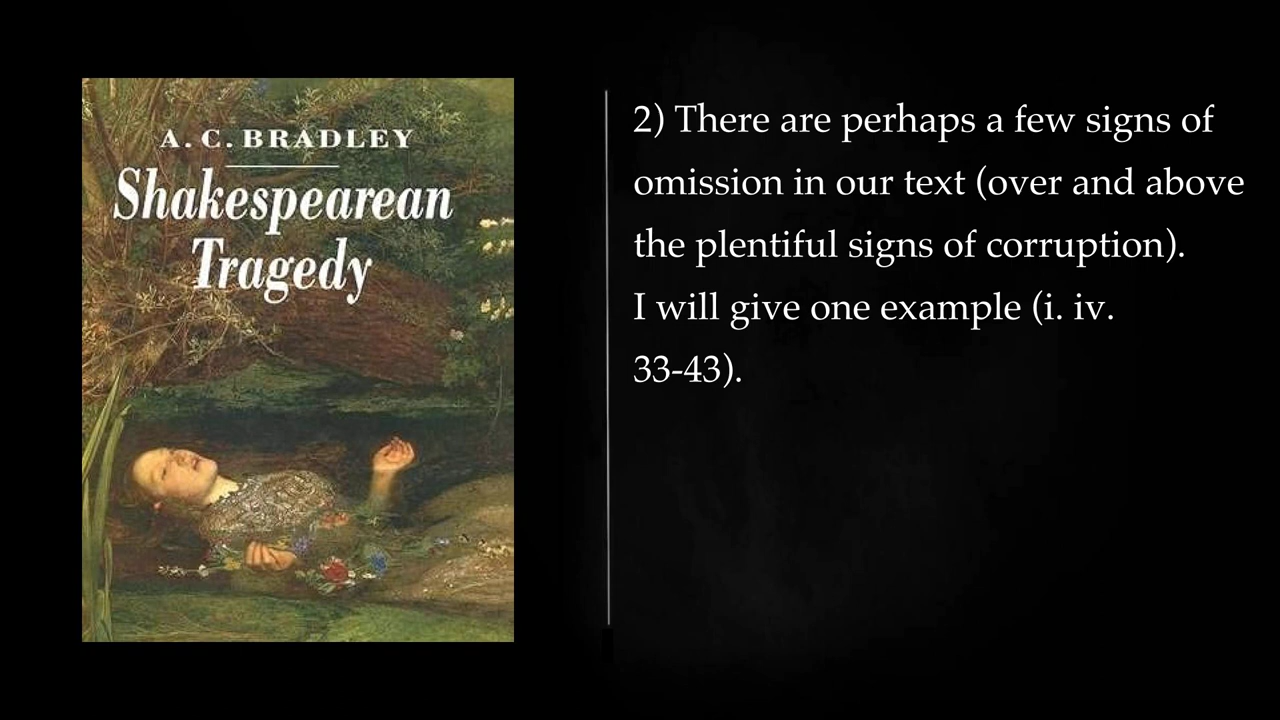 A. C. BRADLEY
Shakespearean
Tragedy
2) There are perhaps a few signs of
omission in our text (over and above
the plentiful signs of corruption).
I will give one example (i. iv.
33-43).